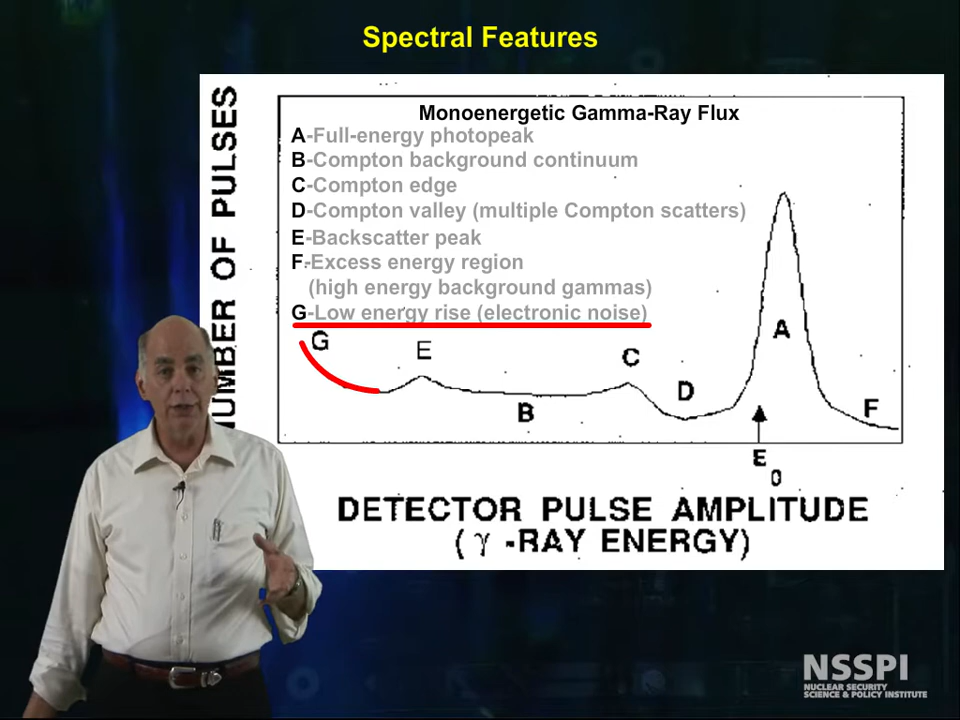 Spectral Features
NUMBER OF PULSES
Monoenergetic Gamma-Ray Flux
A-Full-energy photopeak
B-Compton background continuum
C-Compton edge
D-Compton valley (multiple Compton scatters)
E-Backscatter peak
F-Excess energy region
(high energy background gammas)
G-Low energy rise (electronic noise)
G
E
C
A
D
B
F
E
0
DETECTOR PULSE AMPLITUDE
(γ-RAY ENERGY)
NSSPI
NUCLEAR SECURITY
SCIENCE & POLICY INSTITUTE